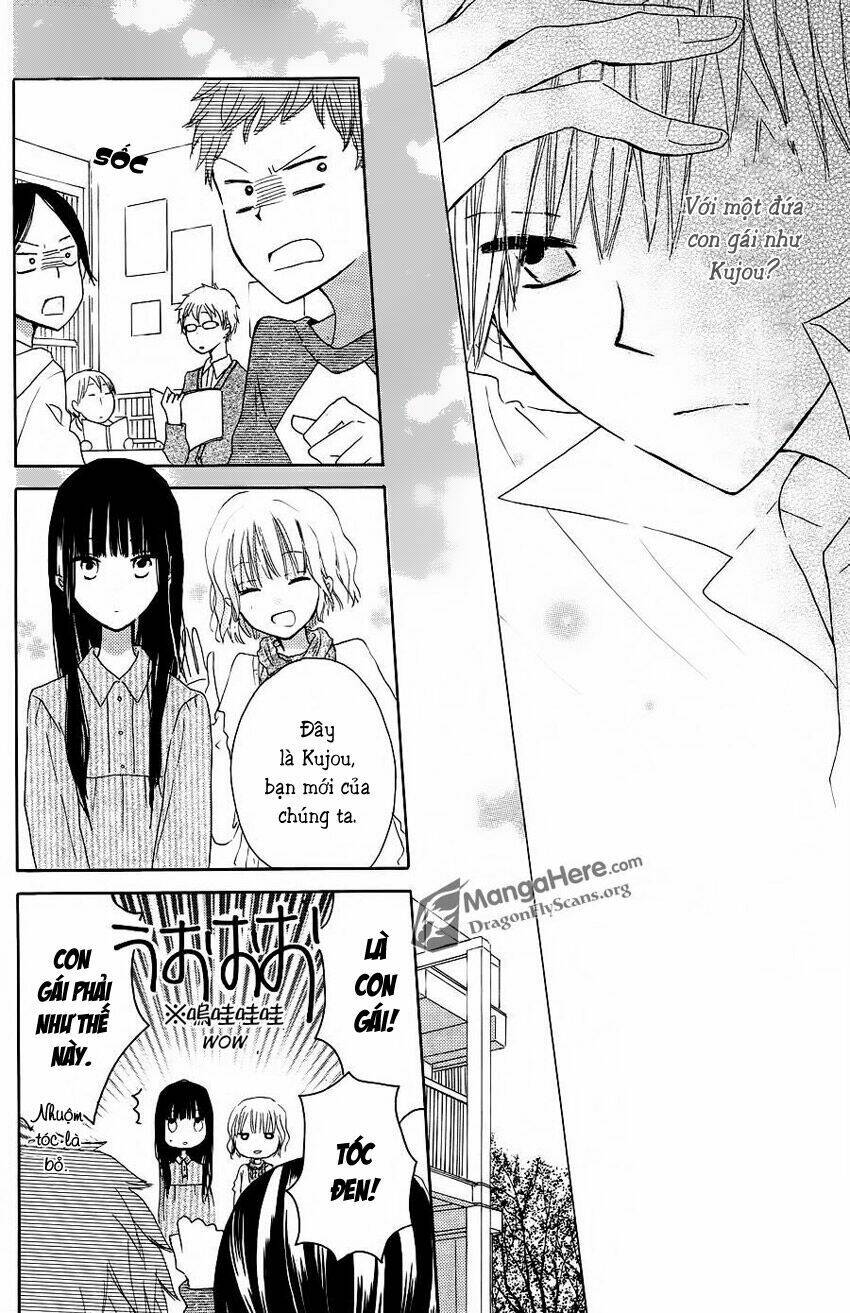 Với một đứa
con gái như
Kujou?
SỐC
Đây
là Kujou,
bạn mới của
chúng ta.
MangaHere.com
DragonFlyScans.org
LÀ
CON
GÁI!
うおおおお
※嗚哇哇哇
WOW
CON
GÁI PHẢI
NHƯ THẾ
NÀY.
Nhuộm
tóc là
bỏ.
TÓC
ĐEN!